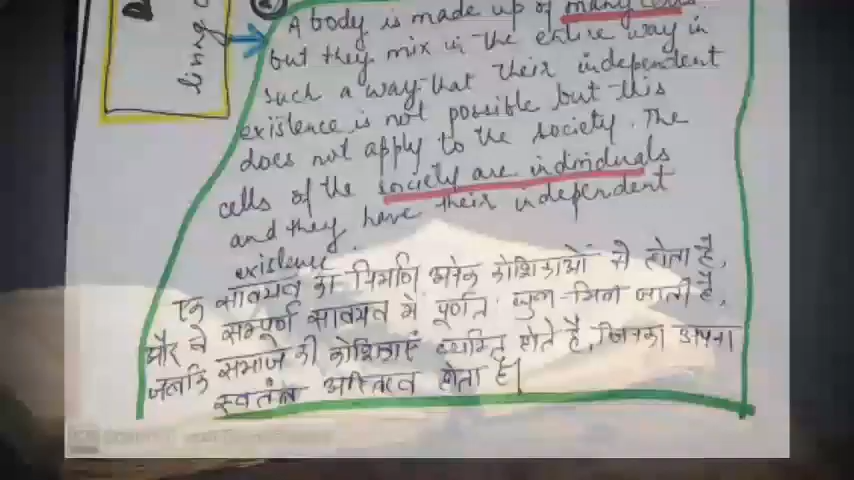 A body is made up of many cells
but they mix in the entire way in
such a way that their independent
existence is not possible but this
does not apply to the society. The
cells of the society are individuals
and they have their independent
existence.
एक सावयव का निर्माण अनेक कोशिकाओं से होता है,
और वे सम्पूर्ण सावयव में पूर्णत: घुल-मिल जाती है,
जबकि समाज की कोशिकाएं व्यक्ति होते है, जिनका अपना
स्वतंत्र अस्तित्व होता है।